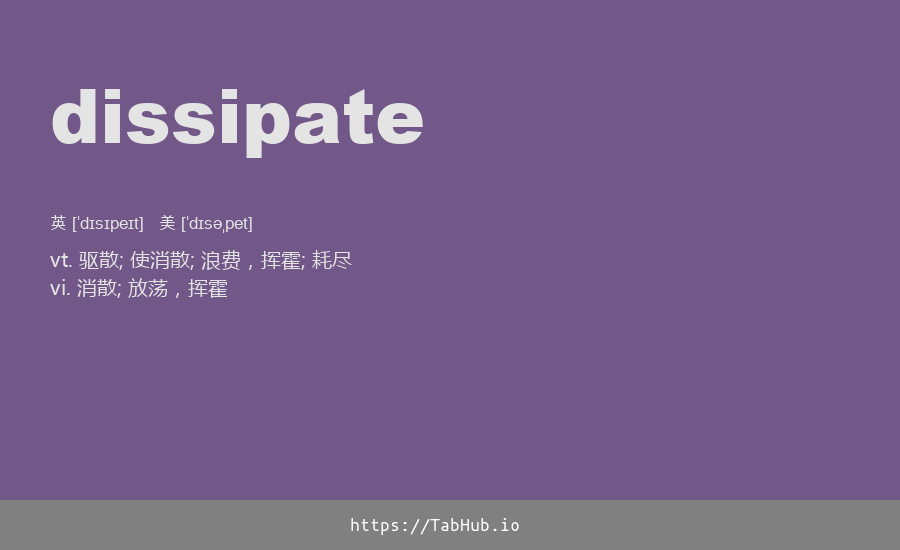 dissipate
英 [ˈdɪsɪpeɪt] 美 [ˈdɪsəˌpet]
vt. 驱散; 使消散; 浪费，挥霍; 耗尽
vi. 消散; 放荡，挥霍
https://TabHub.io